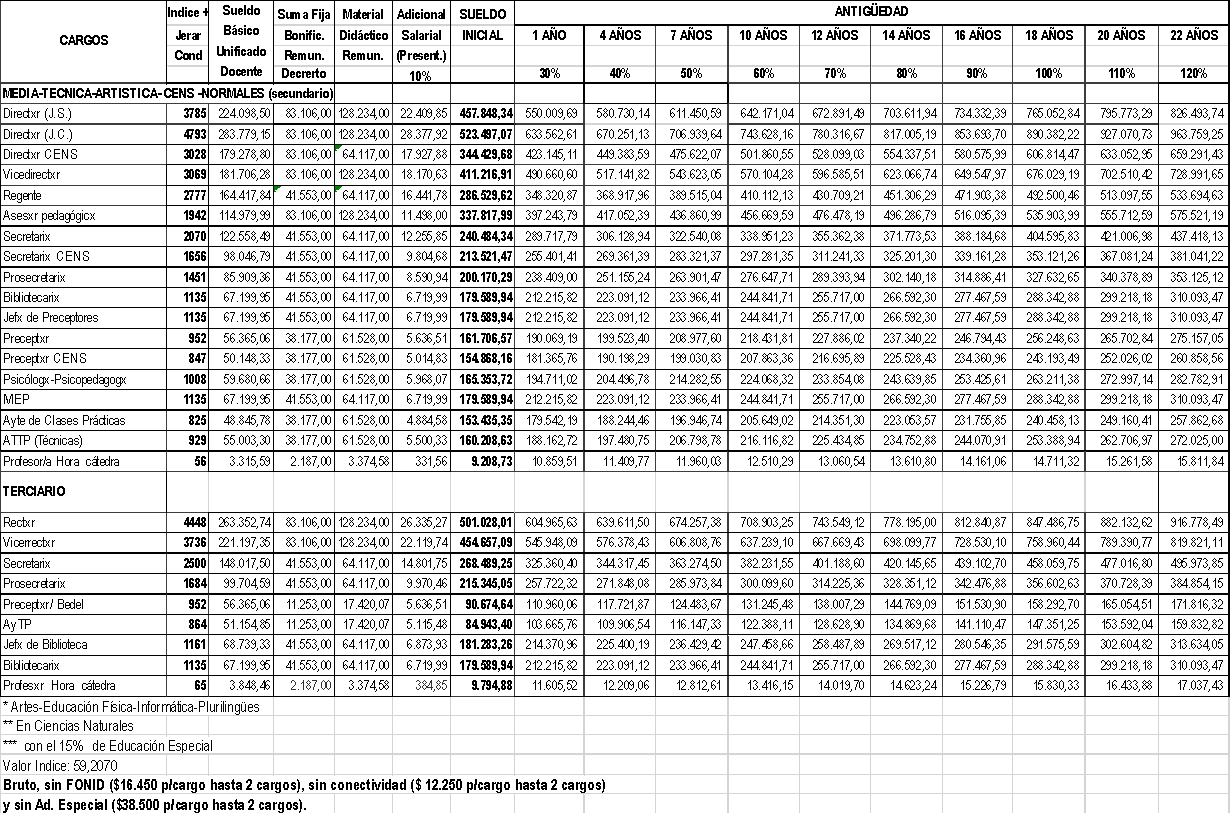 CARGOS Indice + Jerar Cond Sueldo Básico Unificado Docente Suma Fija Bonific. Remun. Decrerto Material Didáctico Remun. Adicional Salarial (Present.) 10% SUELDO INICIAL ANTIGÜEDAD
1 AÑO 4 AÑOS 7 AÑOS 10 AÑOS 12 AÑOS 14 AÑOS 16 AÑOS 18 AÑOS 20 AÑOS 22 AÑOS
30% 40% 50% 60% 70% 80% 90% 100% 110% 120%
MEDIA-TECNICA-ARTISTICA-CENS -NORMALES (secundario)
Directxr (J.S.) 3785 224.098,50 83.106,00 128.234,00 22.409,85 457.848,34 550.009,69 580.730,14 611.450,59 642.171,04 672.891,49 703.611,94 734.332,39 765.052,84 795.773,29 826.493,74
Directxr (J.C.) 4793 283.779,15 83.106,00 128.234,00 28.377,92 523.497,07 633.562,61 670.251,13 706.939,64 743.628,16 780.316,67 817.005,19 853.693,70 890.382,22 927.070,73 963.759,25
Directxr CENS 3028 179.278,80 83.106,00 64.117,00 17.927,88 344.429,68 423.145,11 449.383,59 475.622,07 501.860,55 528.099,03 554.337,51 580.575,99 606.814,47 633.052,95 659.291,43
Vicedirectxr 3069 181.706,28 83.106,00 128.234,00 18.170,63 411.216,91 490.660,60 517.141,82 543.623,05 570.104,28 596.585,51 623.066,74 649.547,97 676.029,19 702.510,42 728.991,65
Regente 2777 164.417,84 41.553,00 64.117,00 16.441,78 286.529,62 348.320,87 368.917,96 389.515,04 410.112,13 430.709,21 451.306,29 471.903,38 492.500,46 513.097,55 533.694,63
Asesxr pedagógicx 1942 114.979,99 83.106,00 128.234,00 11.498,00 337.817,99 397.243,79 417.052,39 436.860,99 456.669,59 476.478,19 496.286,79 516.095,39 535.903,99 555.712,59 575.521,19
Secretarix 2070 122.558,49 41.553,00 64.117,00 12.255,85 240.484,34 289.717,79 306.128,94 322.540,08 338.951,23 355.362,38 371.773,53 388.184,68 404.595,83 421.006,98 437.418,13
Secretarix CENS 1656 98.046,79 41.553,00 64.117,00 9.804,68 213.521,47 255.401,41 269.361,39 283.321,37 297.281,35 311.241,33 325.201,30 339.161,28 353.121,26 367.081,24 381.041,22
Prosecretarix 1451 85.909,36 41.553,00 64.117,00 8.590,94 200.170,29 238.409,00 251.155,24 263.901,47 276.647,71 289.393,94 302.140,18 314.886,41 327.632,65 340.378,89 353.125,12
Bibliotecarix 1135 67.199,95 41.553,00 64.117,00 6.719,99 179.589,94 212.215,82 223.091,12 233.966,41 244.841,71 255.717,00 266.592,30 277.467,59 288.342,88 299.218,18 310.093,47
Jefx de Preceptores 1135 67.199,95 41.553,00 64.117,00 6.719,99 179.589,94 212.215,82 223.091,12 233.966,41 244.841,71 255.717,00 266.592,30 277.467,59 288.342,88 299.218,18 310.093,47
Preceptxr 952 56.365,06 38.177,00 61.528,00 5.636,51 161.706,57 190.069,19 199.523,40 208.977,60 218.431,81 227.886,02 237.340,22 246.794,43 256.248,63 265.702,84 275.157,05
Preceptxr CENS 847 50.148,33 38.177,00 61.528,00 5.014,83 154.868,16 181.365,76 190.198,29 199.030,83 207.863,36 216.695,89 225.528,43 234.360,96 243.193,49 252.026,02 260.858,56
Psicólogx-Psicopedagogx 1008 59.680,66 38.177,00 61.528,00 5.968,07 165.353,72 194.711,02 204.496,78 214.282,55 224.068,32 233.854,08 243.639,85 253.425,61 263.211,38 272.997,14 282.782,91
MEP 1135 67.199,95 38.177,00 61.528,00 6.719,99 179.589,94 212.215,82 223.091,12 233.966,41 244.841,71 255.717,00 266.592,30 277.467,59 288.342,88 299.218,18 310.093,47
Ayte de Clases Prácticas 825 48.845,78 38.177,00 61.528,00 4.884,58 153.435,35 179.542,19 188.244,46 196.946,74 205.649,02 214.351,30 223.053,57 231.755,85 240.458,13 249.160,41 257.862,68
ATTP (Técnicas) 929 55.003,30 38.177,00 61.528,00 5.500,33 160.208,63 188.162,72 197.480,75 206.798,78 216.116,82 225.434,85 234.752,88 244.070,91 253.388,94 262.706,97 272.025,00
Profesor/a Hora cátedra 56 3.315,59 2.187,00 3.374,58 331,56 9.208,73 10.859,51 11.409,77 11.960,03 12.510,29 13.060,54 13.610,80 14.161,06 14.711,32 15.261,58 15.811,84
TERCIARIO
Rectxr 4448 263.352,74 83.106,00 128.234,00 26.335,27 501.028,01 604.965,63 639.611,50 674.257,38 708.903,25 743.549,12 778.195,00 812.840,87 847.486,75 882.132,62 916.778,49
Vicerrectxr 3736 221.197,35 83.106,00 128.234,00 22.119,74 454.657,09 545.948,09 576.378,43 606.808,76 637.239,10 667.669,43 698.099,77 728.530,10 758.960,44 789.390,77 819.821,11
Secretarix 2500 148.017,50 41.553,00 64.117,00 14.801,75 268.489,25 325.360,40 344.317,45 363.274,50 382.231,55 401.188,60 420.145,65 439.102,70 458.059,75 477.016,80 495.973,85
Prosecretarix 1684 99.704,59 41.553,00 64.117,00 9.970,46 215.345,05 257.722,32 271.848,08 285.973,84 300.099,60 314.225,36 328.351,12 342.476,88 356.602,63 370.728,39 384.854,15
Preceptxr/ Bedel 952 56.365,06 11.253,00 17.420,07 5.636,51 90.674,64 110.960,06 117.721,87 124.483,67 131.245,48 138.007,29 144.769,09 151.530,90 158.292,70 165.054,51 171.816,32
Ay TP 864 51.154,85 11.253,00 17.420,07 5.115,48 84.943,40 103.665,76 109.906,54 116.147,33 122.388,11 128.628,90 134.869,68 141.110,47 147.351,25 153.592,04 159.832,82
Jefx de Biblioteca 1161 68.739,33 41.553,00 64.117,00 6.873,93 181.283,26 214.370,96 225.400,19 236.429,42 247.458,66 258.487,89 269.517,12 280.546,35 291.575,59 302.604,82 313.634,05
Bibliotecarix 1135 67.199,95 41.553,00 64.117,00 6.719,99 179.589,94 212.215,82 223.091,12 233.966,41 244.841,71 255.717,00 266.592,30 277.467,59 288.342,88 299.218,18 310.093,47
Profesxr Hora cátedra 65 3.848,46 2.187,00 3.374,58 384,85 9.794,88 11.605,52 12.209,06 12.812,61 13.416,15 14.019,70 14.623,24 15.226,79 15.830,33 16.433,88 17.037,43
* Artes-Educación Física-Informática-Plurilingües
** En Ciencias Naturales
*** con el 15% de Educación Especial
Valor Indice: 59,2070
Bruto, sin FONID ($16.450 p/cargo hasta 2 cargos), sin conectividad ($ 12.250 p/cargo hasta 2 cargos)
y sin Ad. Especial ($38.500 p/cargo hasta 2 cargos).